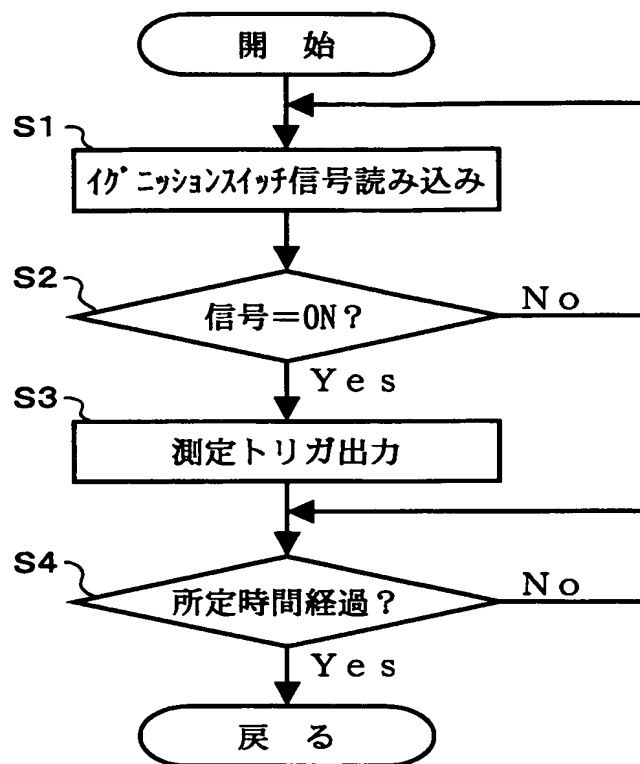 開 始
S1
ｲｸﾞﾆｯｼｮﾝｽｲｯﾁ信号読み込み
S2
信号＝ON？
No
Yes
S3
測定トリガ出力
S4
所定時間経過？
No
Yes
戻 る